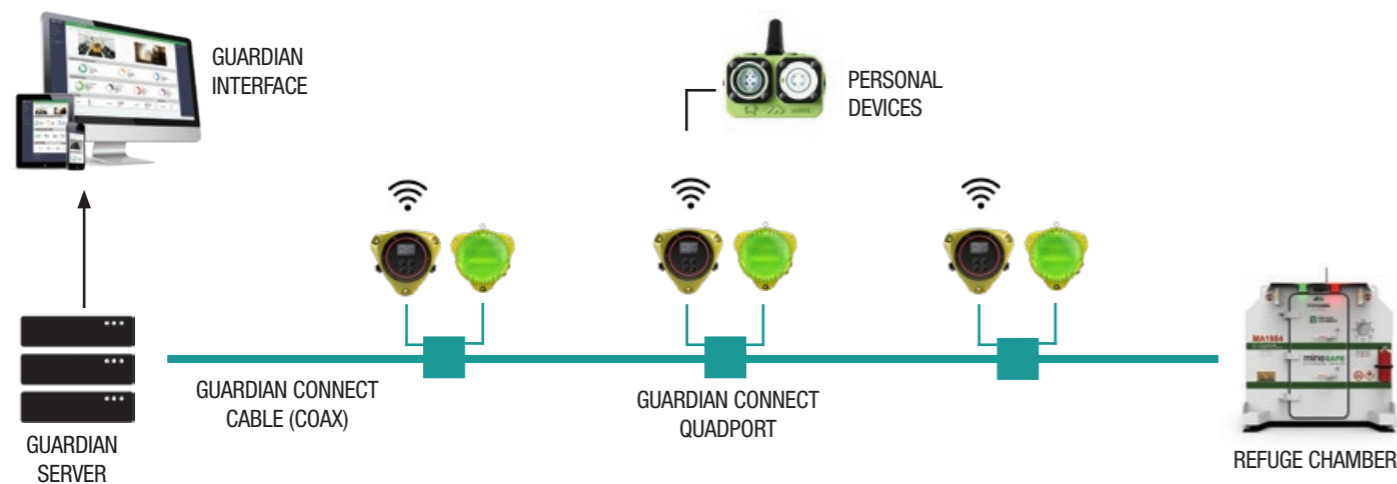 GUARDIAN
INTERFACE
PERSONAL
DEVICES
GUARDIAN CONNECT
CABLE (COAX)
GUARDIAN CONNECT
QUADPORT
GUARDIAN
SERVER
MA1984
mineSAFE
REFUGE CHAMBER